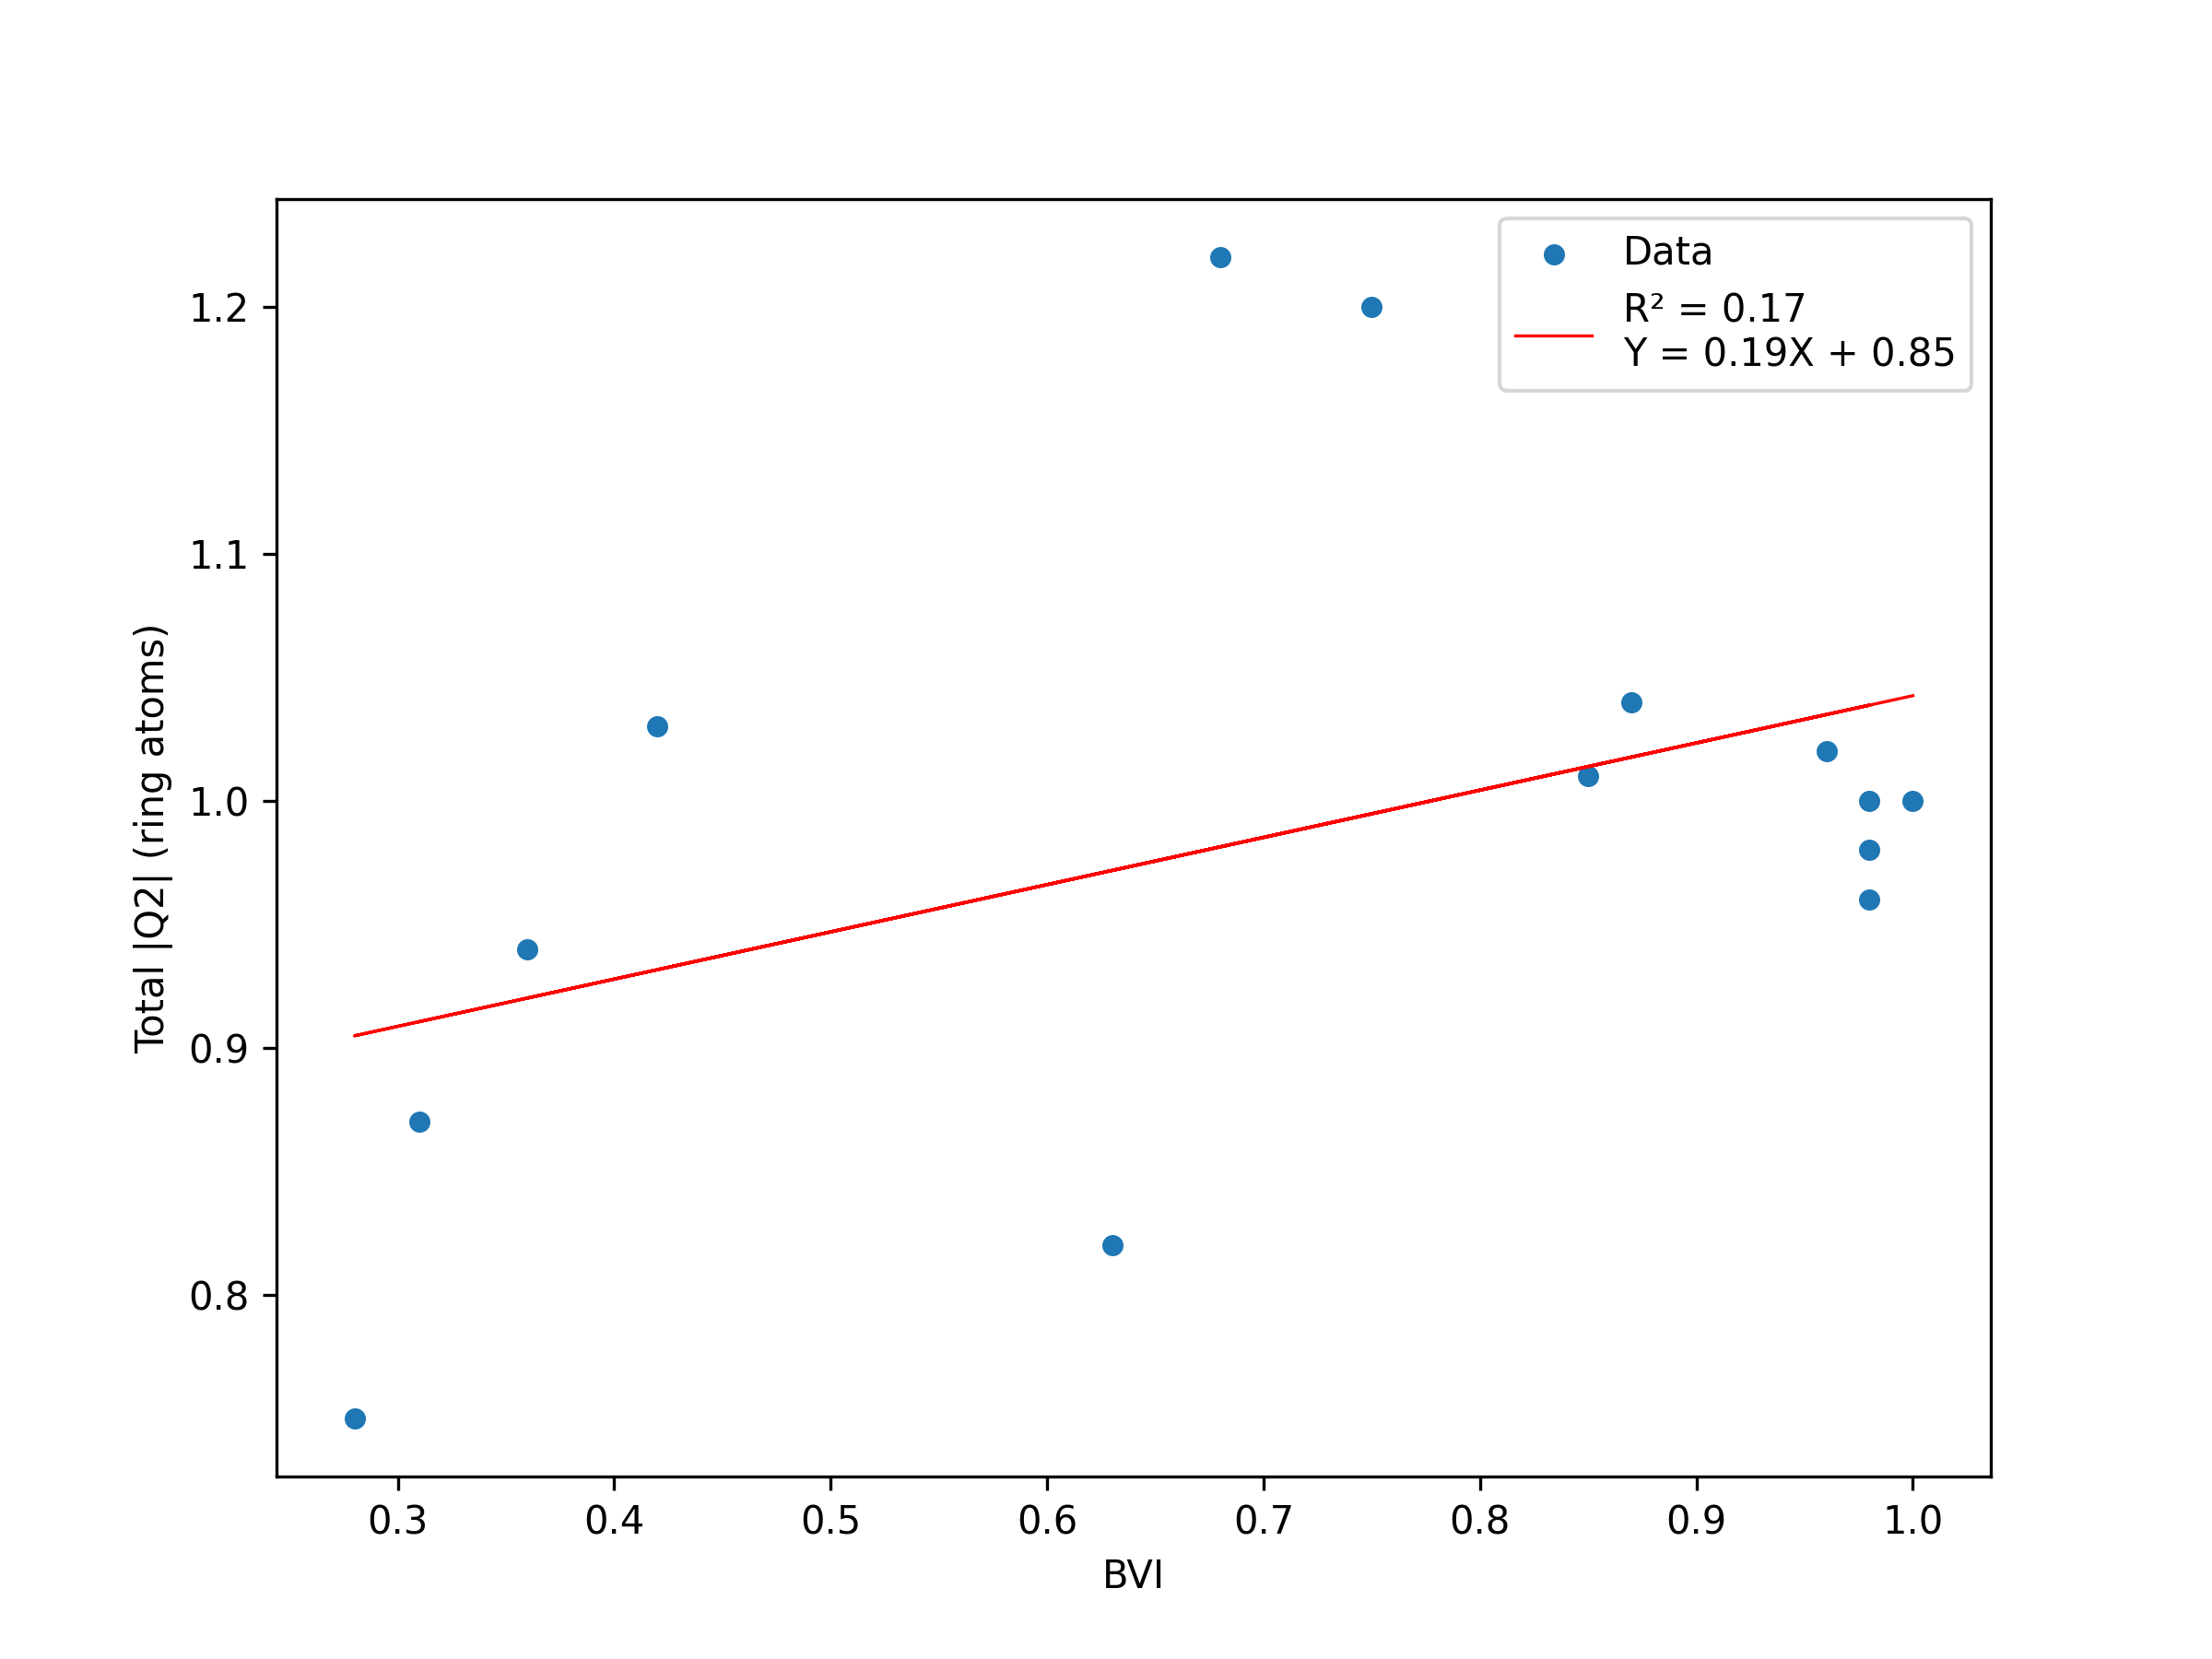 Data
R² = 0.17
Y = 0.19X + 0.85
Total |Q2| (ring atoms)
1.2
1.1
1.0
0.9
0.8
0.3 0.4 0.5 0.6 0.7 0.8 0.9 1.0
BVI